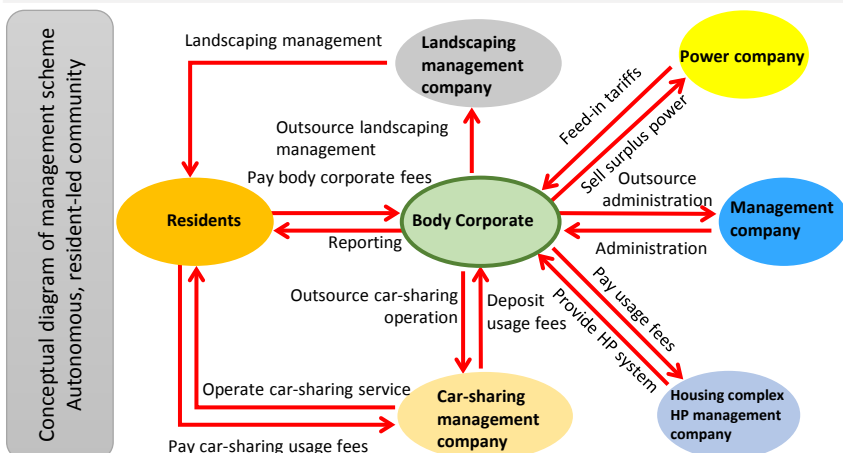 Conceptual diagram of management scheme
Autonomous, resident-led community
Landscaping management
Landscaping
management
company
Power company
Feed-in tariffs
Sell surplus power
Outsource landscaping
management
Pay body corporate fees
Outsource
administration
Residents
Body Corporate
Management
company
Reporting
Administration
Outsource car-sharing
operation
Deposit
usage fees
Pay usage fees
Provide HP system
Operate car-sharing service
Car-sharing
management
company
Housing complex
HP management
company
Pay car-sharing usage fees